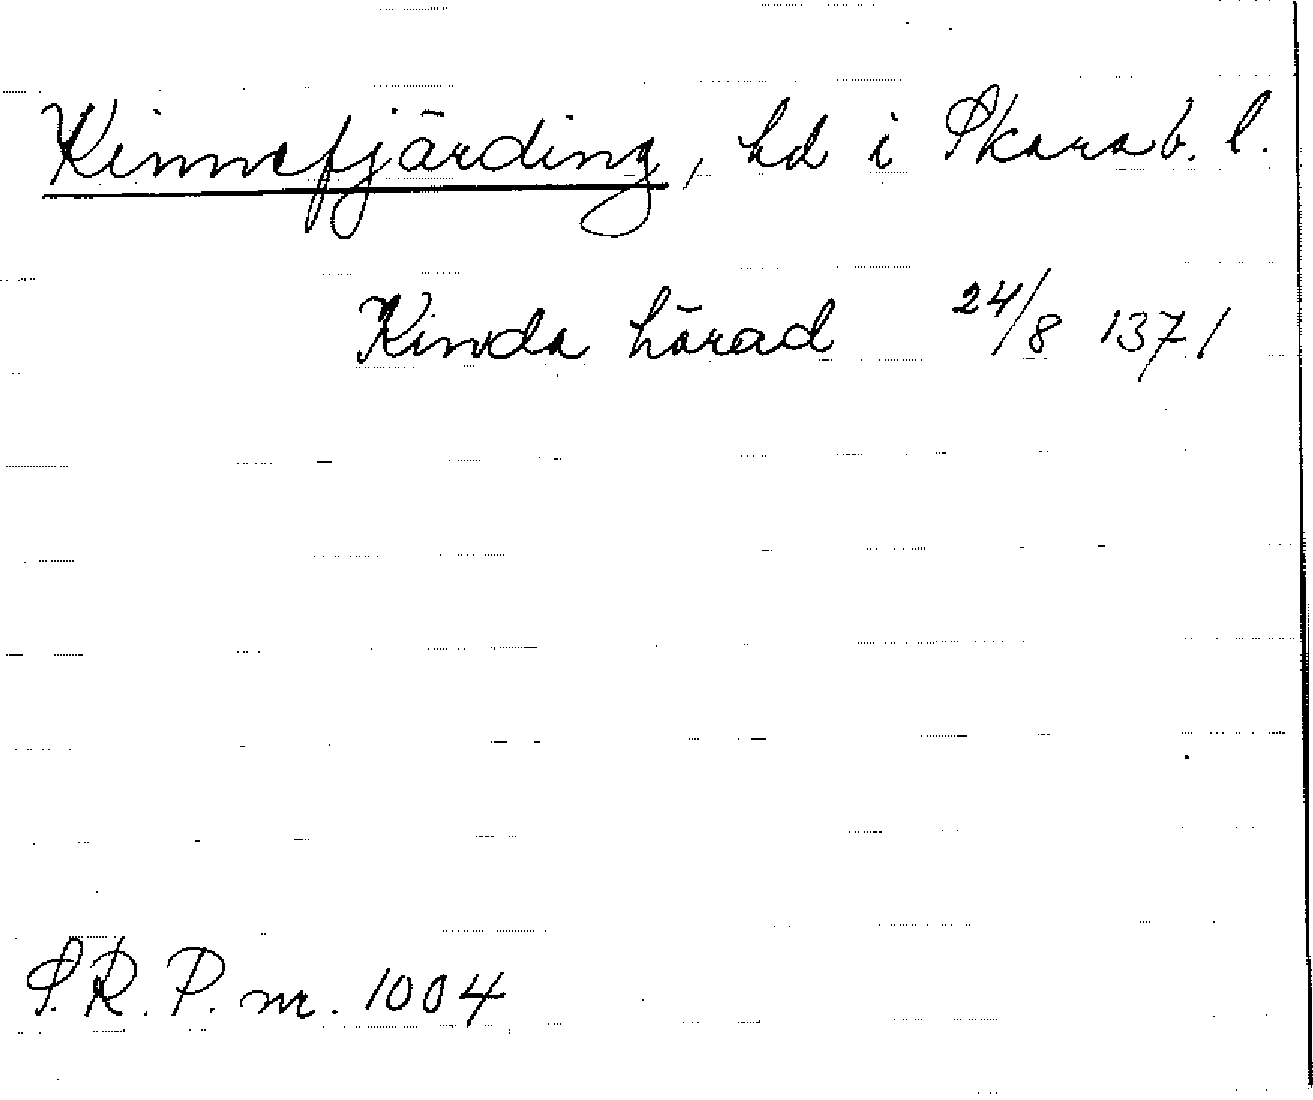 Kinnefjärding, hd i Skarab. l.
Kinda härad 24/8 1371
S.R.P. nr. 1004